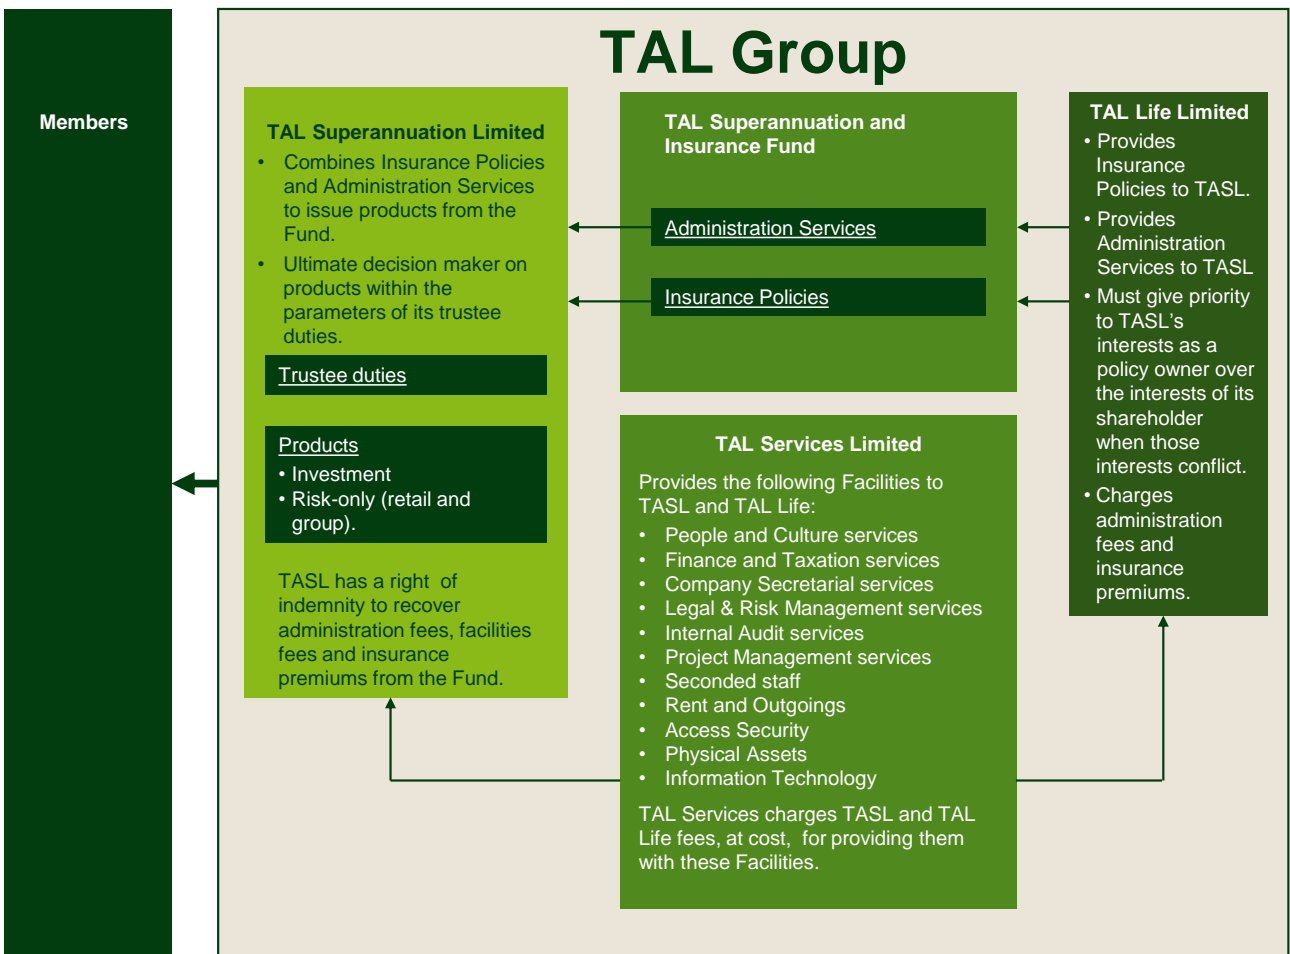 TAL Group
Members
TAL Superannuation Limited
• Combines Insurance Policies
and Administration Services
to issue products from the
Fund.
• Ultimate decision maker on
products within the
parameters of its trustee
duties.
Trustee duties
Products
• Investment
• Risk-only (retail and
group).
TASL has a right of
indemnity to recover
administration fees, facilities
fees and insurance
premiums from the Fund.
TAL Superannuation and
Insurance Fund
Administration Services
Insurance Policies
TAL Services Limited
Provides the following Facilities to
TASL and TAL Life:
• People and Culture services
• Finance and Taxation services
• Company Secretarial services
• Legal & Risk Management services
• Internal Audit services
• Project Management services
• Seconded staff
• Rent and Outgoings
• Access Security
• Physical Assets
• Information Technology
TAL Services charges TASL and TAL
Life fees, at cost, for providing them
with these Facilities.
TAL Life Limited
• Provides
Insurance
Policies to TASL.
• Provides
Administration
Services to TASL
• Must give priority
to TASL's
interests as a
policy owner over
the interests of its
shareholder
when those
interests conflict.
• Charges
administration
fees and
insurance
premiums.